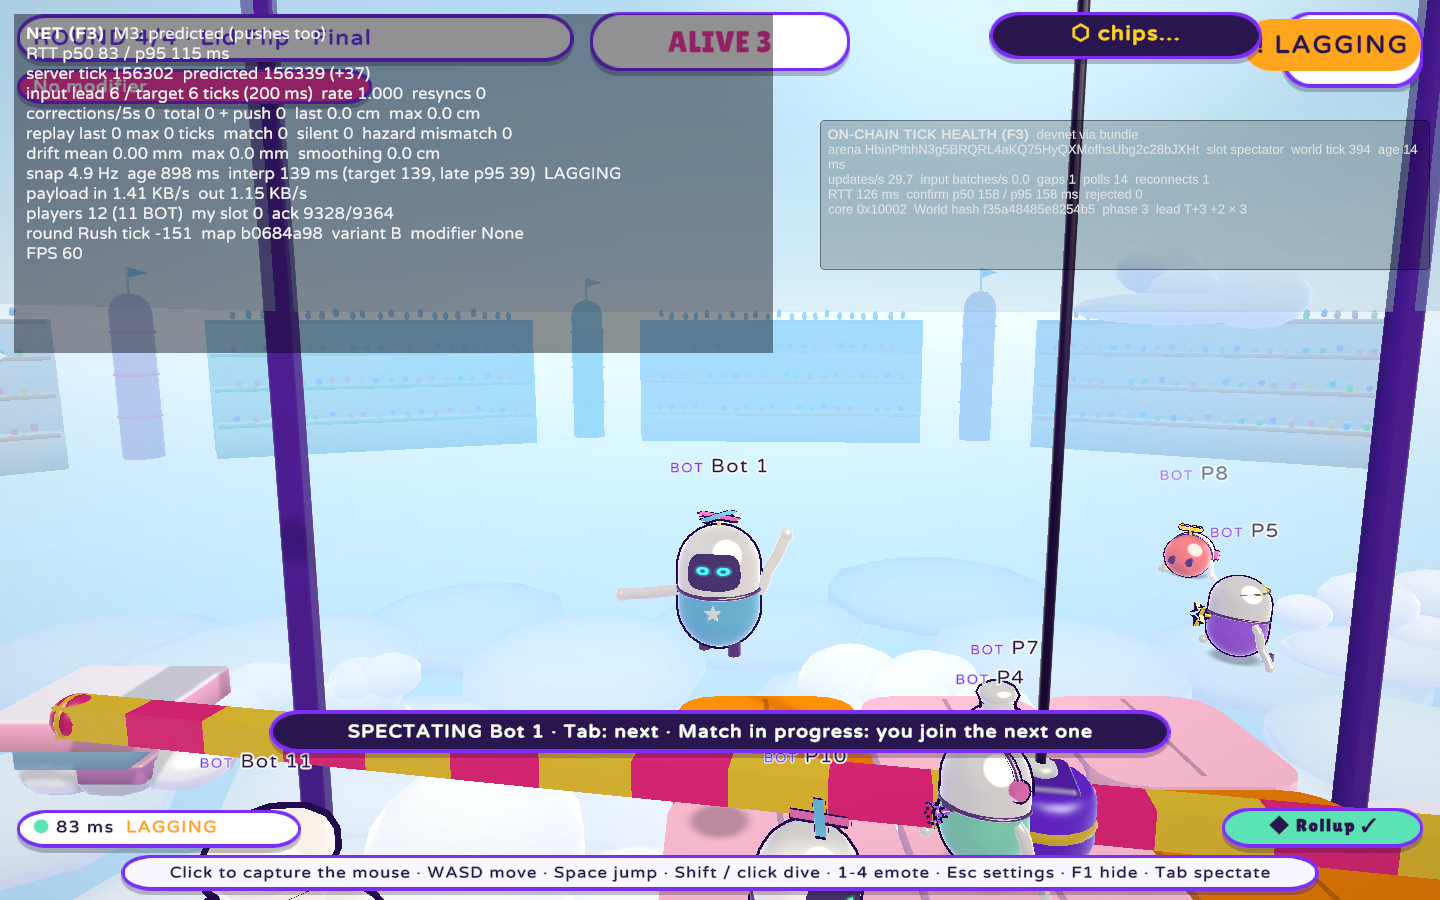 NET (F3) M3: predicted (pushes too)
RTT p50 83 / p95 115 ms
server tick 156302 predicted 156339 (+37)
input lead 6 / target 6 ticks (200 ms) rate 1.000 resyncs 0
corrections/5s 0 total 0 + push 0 last 0.0 cm max 0.0 cm
replay last 0 max 0 ticks match 0 silent 0 hazard mismatch 0
drift mean 0.00 mm max 0.0 mm smoothing 0.0 cm
snap 4.9 Hz age 898 ms interp 139 ms (target 139, late p95 39) LAGGING
payload in 1.41 KB/s out 1.15 KB/s
players 12 (11 BOT) my slot 0 ack 9328/9364
round Rush tick -151 map b0684a98 variant B modifier None
FPS 60
Final
No modifier
ALIVE 3
chips...
! LAGGING
ON-CHAIN TICK HEALTH (F3) devnet via bundle
arena HbinPthhN3g5BRQRL4aKQ75HyQXMofhsUbg2c28bJXHt slot spectator world tick 394 age 14
ms
updates/s 29.7 input batches/s 0.0 gaps 1 polls 14 reconnects 1
RTT 126 ms confirm p50 158 / p95 158 ms rejected 0
core 0x10002 World hash f35a48485e8254b5 phase 3 lead T+3 +2 × 3
BOT Bot 1
BOT P8
BOT P5
BOT P7
BOT P4
SPECTATING Bot 1 · Tab: next · Match in progress: you join the next one
BOT Bot 11
BOT P10
83 ms LAGGING
◆ Rollup ✓
Click to capture the mouse · WASD move · Space jump · Shift / click dive · 1-4 emote · Esc settings · F1 hide · Tab spectate